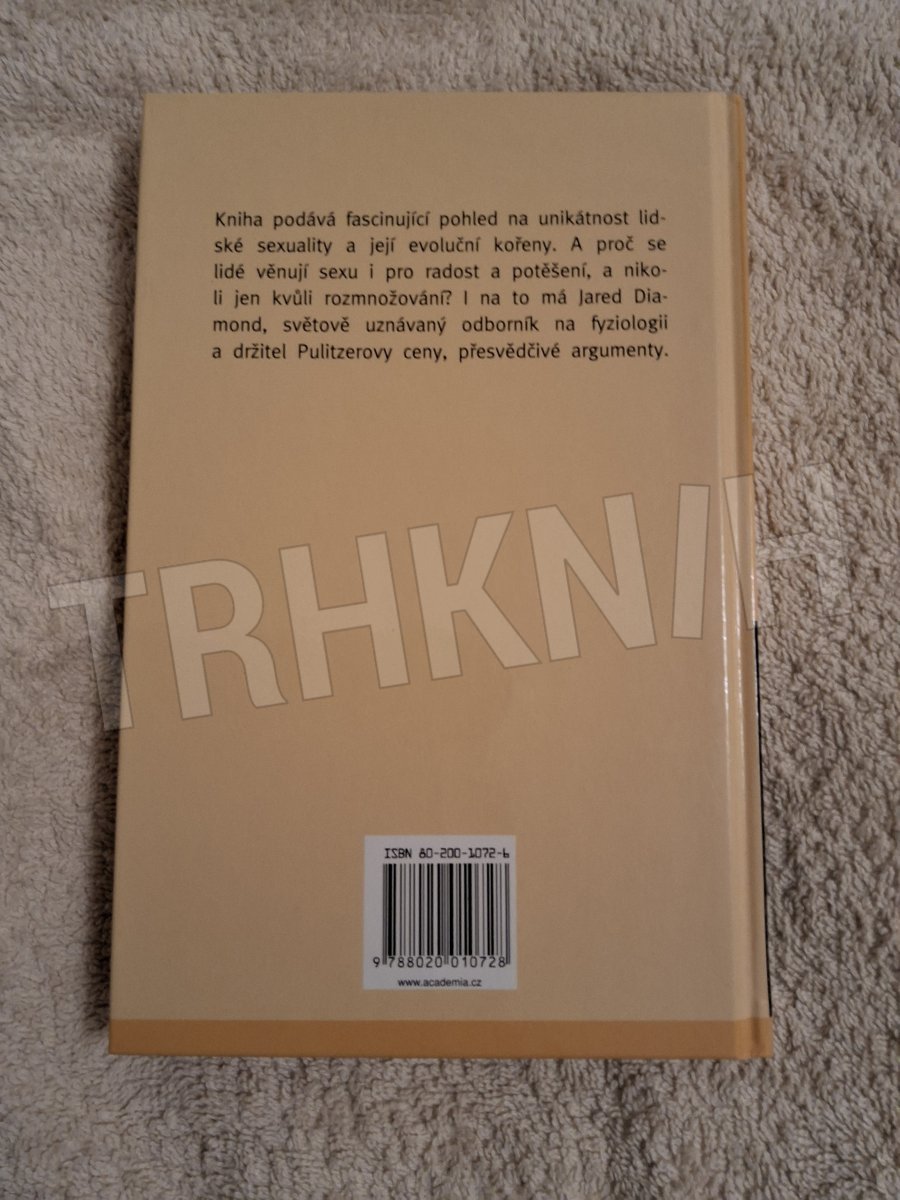 Kniha podává fascinující pohled na unikátnost lid-
ské sexuality a její evoluční kořeny. A proč se
lidé věnují sexu i pro radost a potěšení, a niko-
li jen kvůli rozmnožování? I na to má Jared Dia-
mond, světově uznávaný odborník na fyziologii
a držitel Pulitzerovy ceny, přesvědčivé argumenty.
TRHKNIH
ISBN 80-200-1072-6
9 788020 010728
www.academia.cz